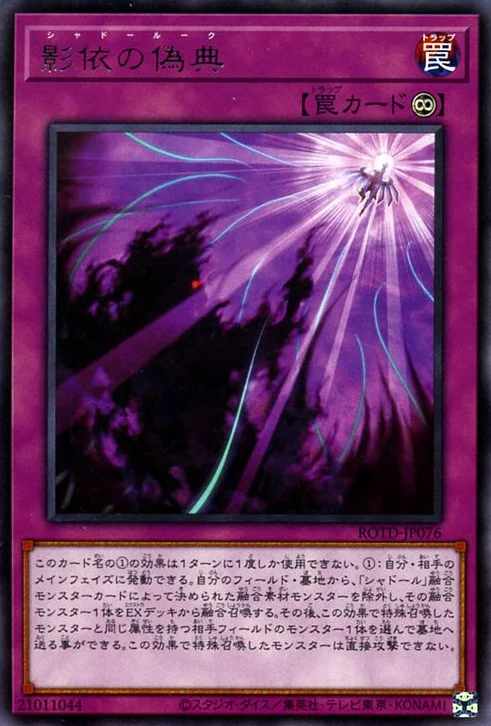 シャドールーク
影依の偽典
トラップ
罠
トラップ
【罠カード】
ROTD-JP076
このカード名の①の効果は1ターンに1度しか使用できない。①：自分・相手の
メインフェイズに発動できる。自分のフィールド・墓地から、「シャドール」融合
モンスターカードによって決められた融合素材モンスターを除外し、その融合
モンスター1体をEXデッキから融合召喚する。その後、この効果で特殊召喚した
モンスターと同じ属性を持つ相手フィールドのモンスター1体を選んで墓地へ
送る事ができる。この効果で特殊召喚したモンスターは直接攻撃できない。
21011044
©スタジオ・ダイス/集英社・テレビ東京・KONAMI